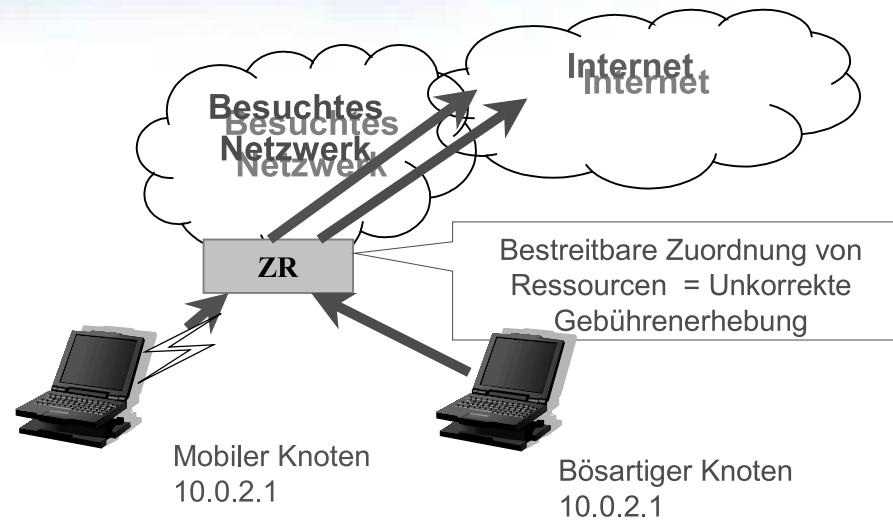 Internet
Besuchtes
Netzwerk
ZR
Bestreitbare Zuordnung von
Ressourcen = Unkorrekte
Gebührenerhebung
Mobiler Knoten
10.0.2.1
Bösartiger Knoten
10.0.2.1